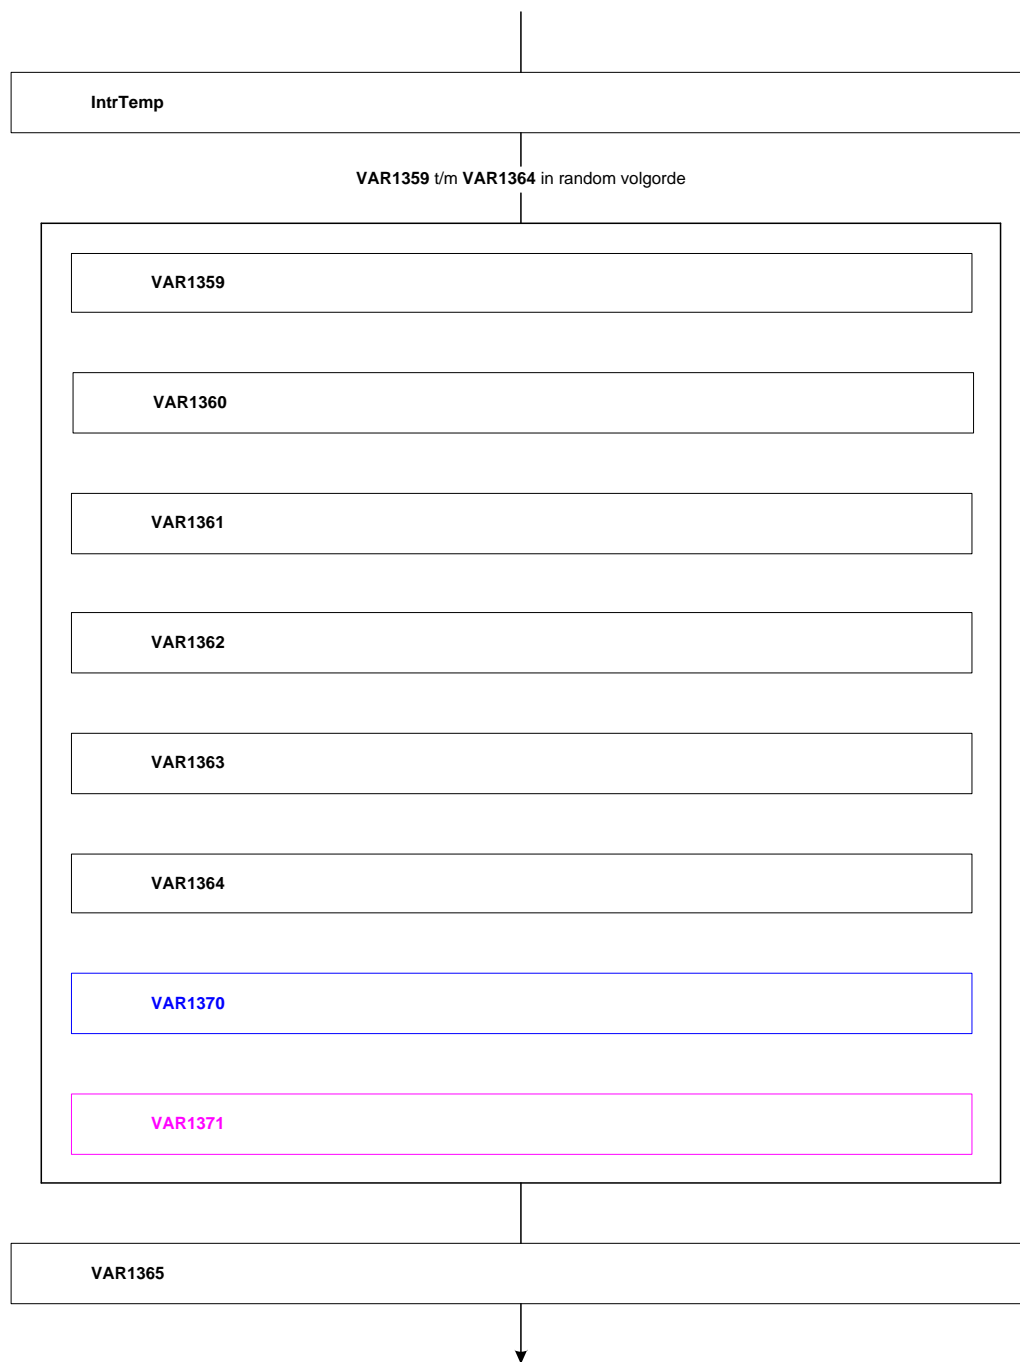 IntrTemp
VAR1359 t/m VAR1364 in random volgorde
VAR1359
VAR1360
VAR1361
VAR1362
VAR1363
VAR1364
VAR1370
VAR1371
VAR1365